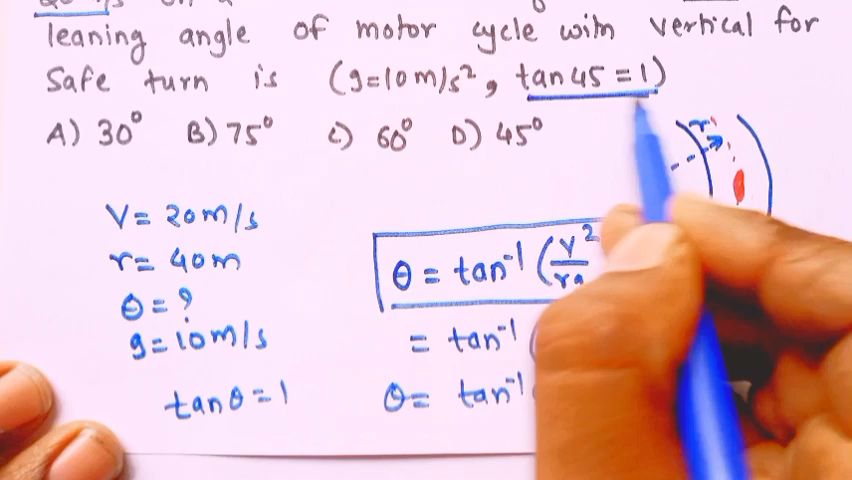 leaning angle of motor cycle with vertical for
safe turn is (g=10m/s², tan45=1)
A) 30° B) 75° C) 60° D) 45°
r
V= 20m/s
r= 40m
θ = ?
g=10m/s
tanθ=1
θ = tan⁻¹ (V²/rg
= tan⁻¹ (
θ= tan⁻¹